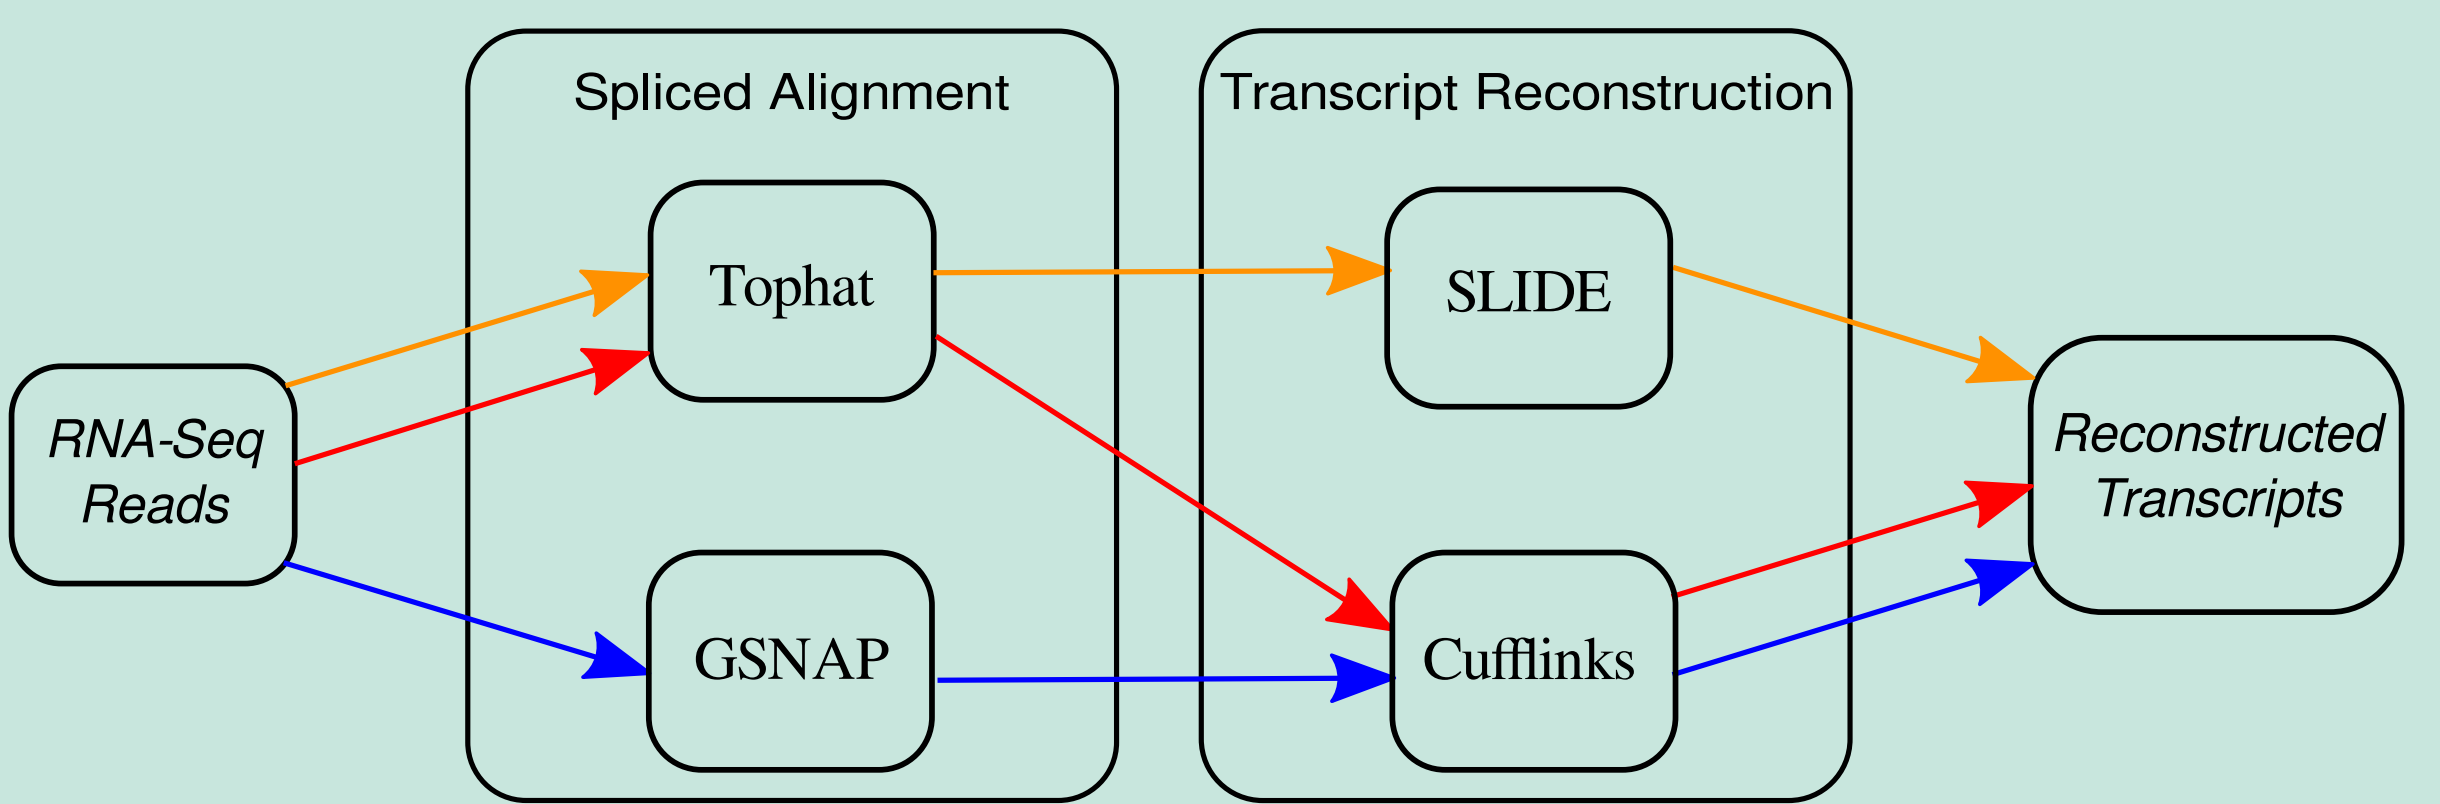 Spliced Alignment
Transcript Reconstruction
Tophat
SLIDE
RNA-Seq
Reads
Reconstructed
Transcripts
GSNAP
Cufflinks